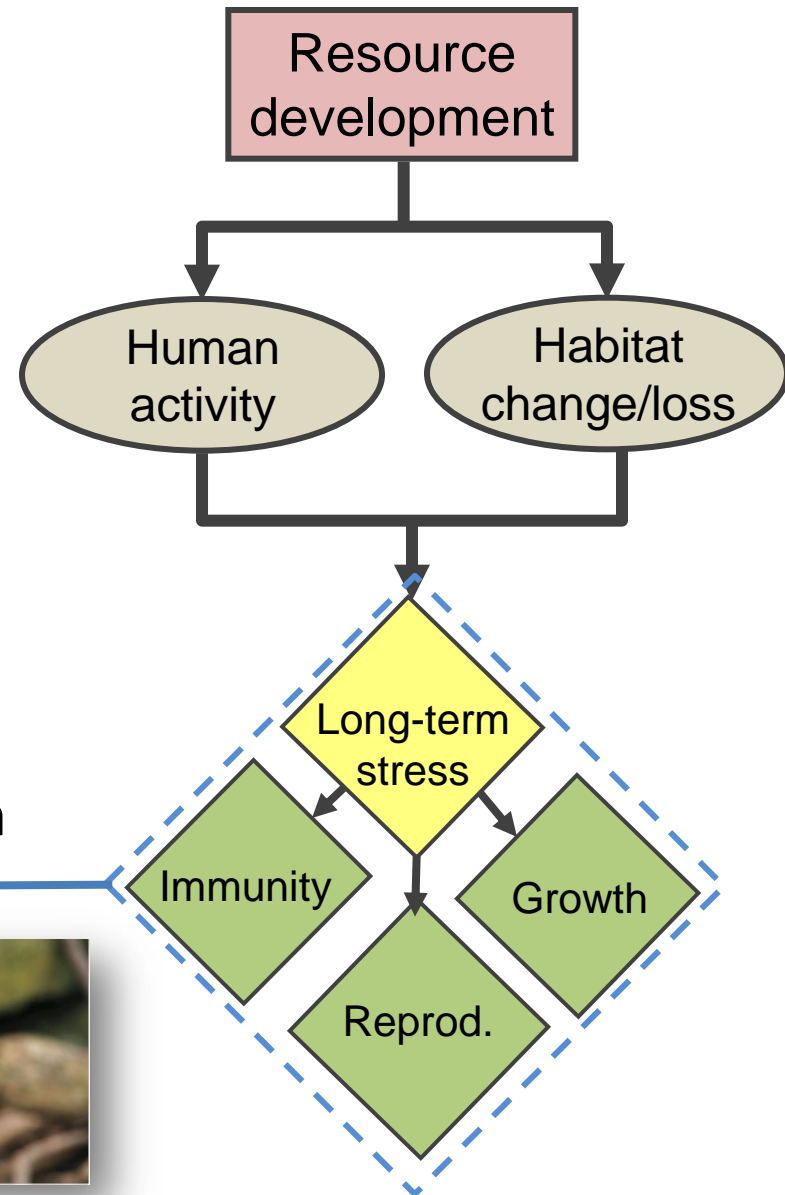 Resource
development
Human
activity
Habitat
change/loss
Long-term
stress
Immunity
Growth
Reprod.